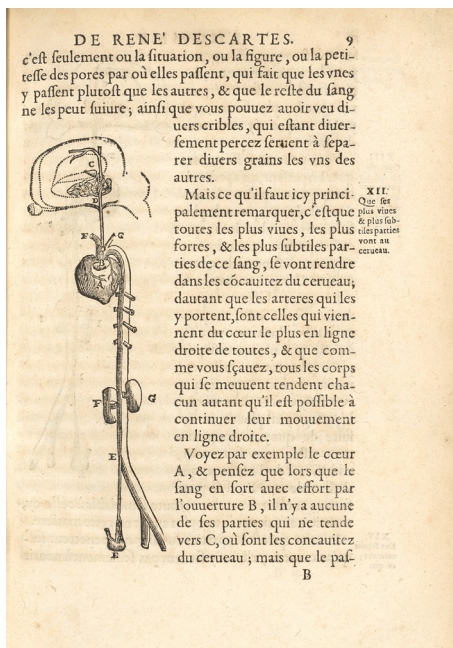 DE RENE' DESCARTES. 9
c'est seulement ou la situation, ou la figure, ou la peti-
tesse des pores par où elles passent, qui fait que les vnes
y passent plutost que les autres, & que le reste du sang
ne les peut suiure; ainsi que vous pouuez auoir veu di-
uers cribles, qui estant diuer-
sement percez seruent à sepa-
rer diuers grains les vns des
autres.
Mais ce qu'il faut icy princi-
palement remarquer, c'est que
toutes les plus viues, les plus
fortes, & les plus subtiles par-
ties de ce sang, se vont rendre
dans les cõcauitez du cerueau;
dautant que les arteres qui les
y portent, sont celles qui vien-
nent du cœur le plus en ligne
droite de toutes, & que com-
me vous sçauez, tous les corps
qui se meuuent tendent cha-
cun autant qu'il est possible à
continuer leur mouuement
en ligne droite.
Voyez par exemple le cœur
A, & pensez que lors que le
sang en sort auec effort par
l'ouuerture B, il n'y a aucune
de ses parties qui ne tende
vers C, où sont les concauitez
du cerueau; mais que le pas-
B
XII.
Que ses
plus viues
& plus sub-
tiles parties
vont au
cerueau.
C
D
F G
F G
E
E